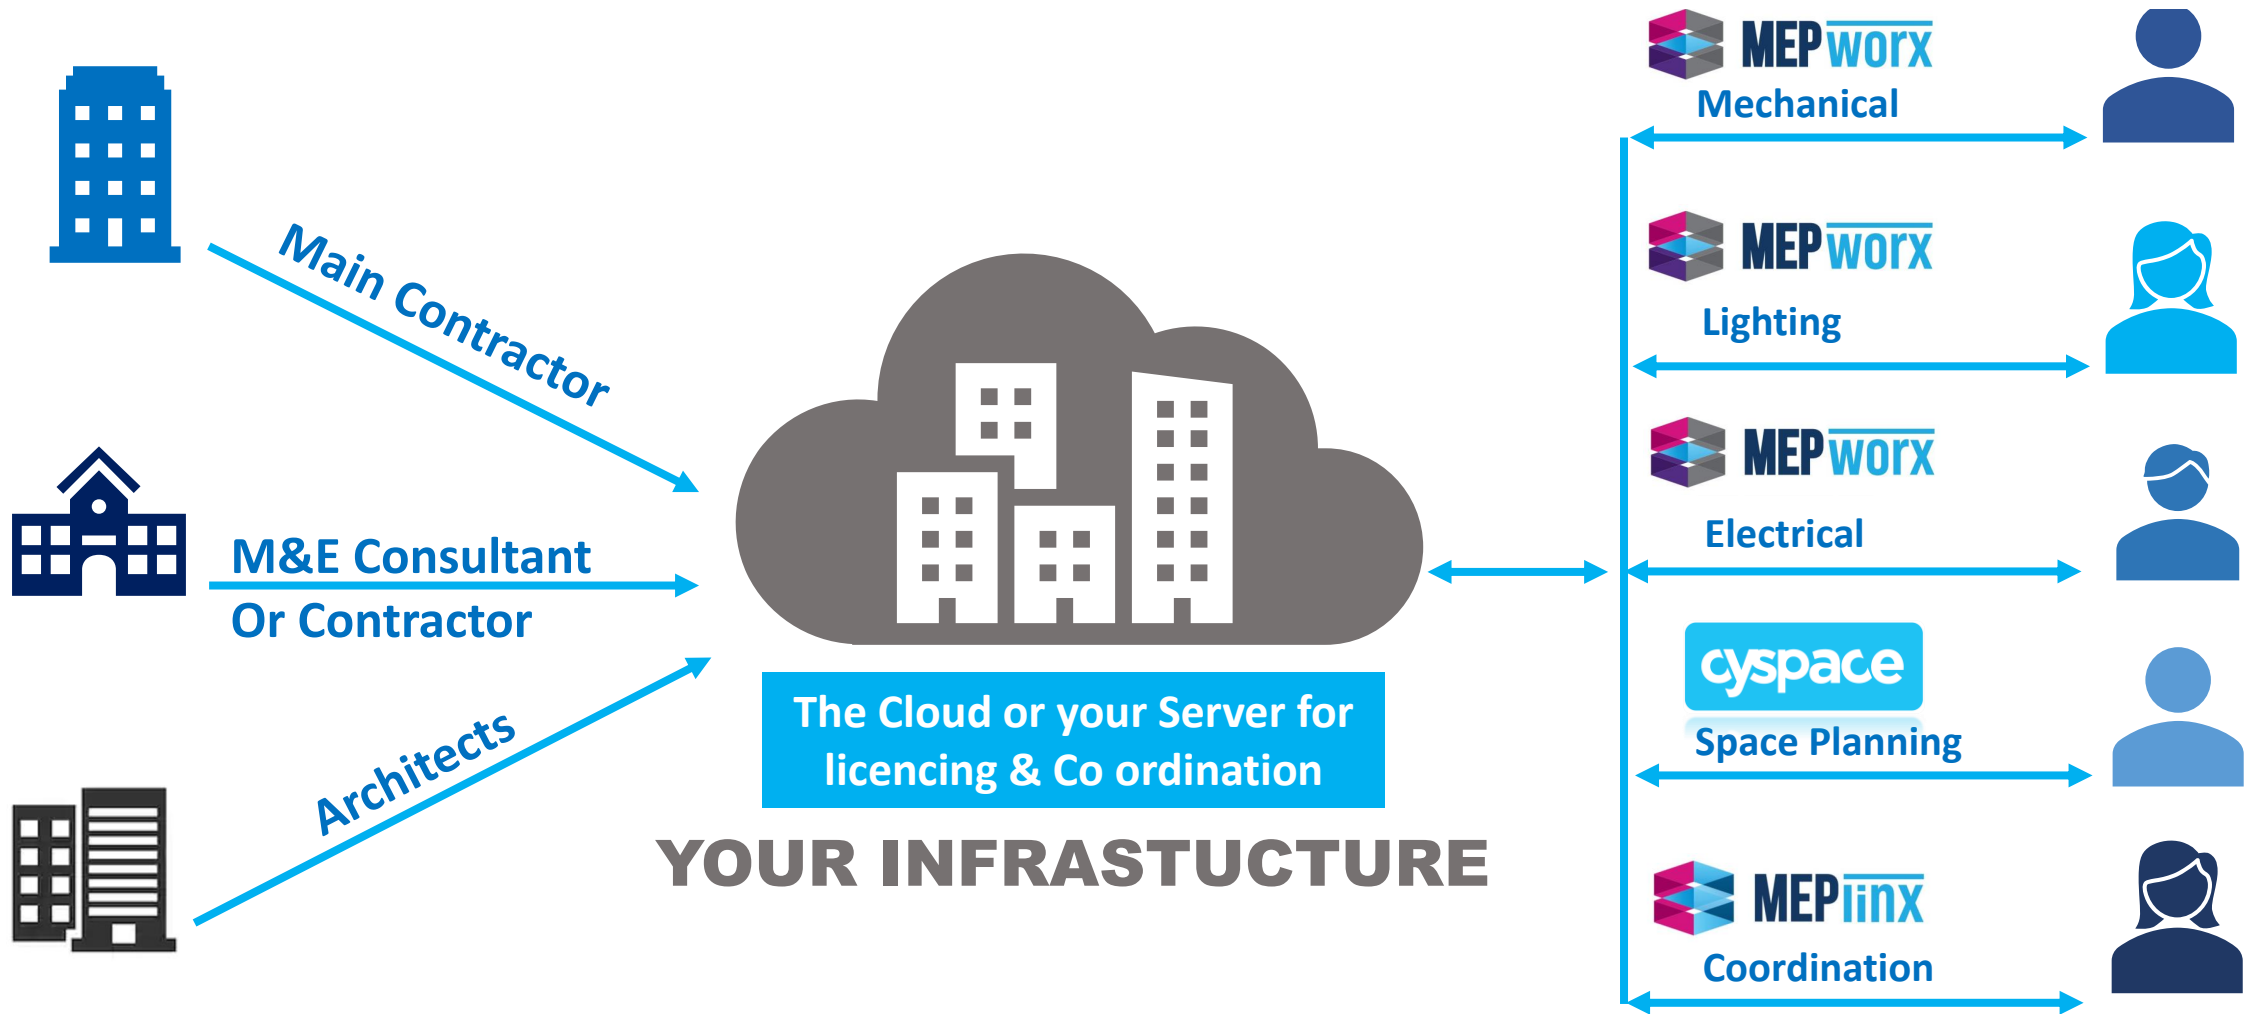 Main Contractor
M&E Consultant
Or Contractor
Architects
The Cloud or your Server for
licencing & Co ordination
YOUR INFRASTUCTURE
MEPworx
Mechanical
MEPworx
Lighting
MEPworx
Electrical
cyspace
Space Planning
MEPlinx
Coordination